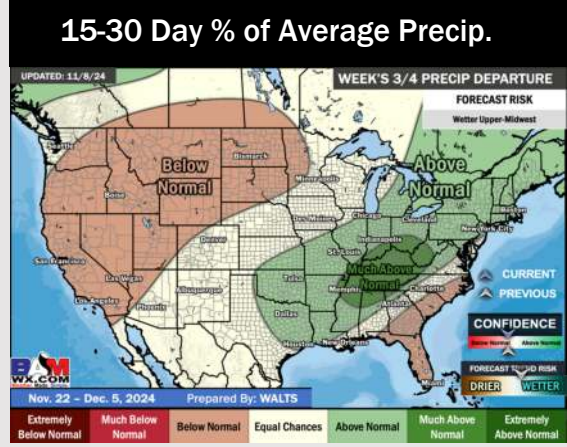 15-30 Day % of Average Precip.
UPDATED: 11/8/24
WEEK'S 3/4 PRECIP DEPARTURE
FORECAST RISK
Wetter Upper-Midwest
Seattle
Below
Normal
Bismarck
Above
Normal
Minneapolis
Boise
Boston
Des Moines
Chicago
Cleveland
New York City
Denver
Indianapolis
San Francisco
St. Louis
Las Vegas
Much Above
Normal
CURRENT
PREVIOUS
Tulsa
Albuquerque
Memphis
Charlotte
Los Angeles
Phoenix
Atlanta
Dallas
CONFIDENCE
Below Normal
Above Normal
Houston
New Orleans
BAM
WX.COM
Miami
DRIER
WETTER
Nov. 22 – Dec. 5, 2024
Prepared By: WALTS
Extremely
Below Normal
Much Below
Normal
Below Normal
Equal Chances
Above Normal
Much Above
Normal
Extremely
Above Normal